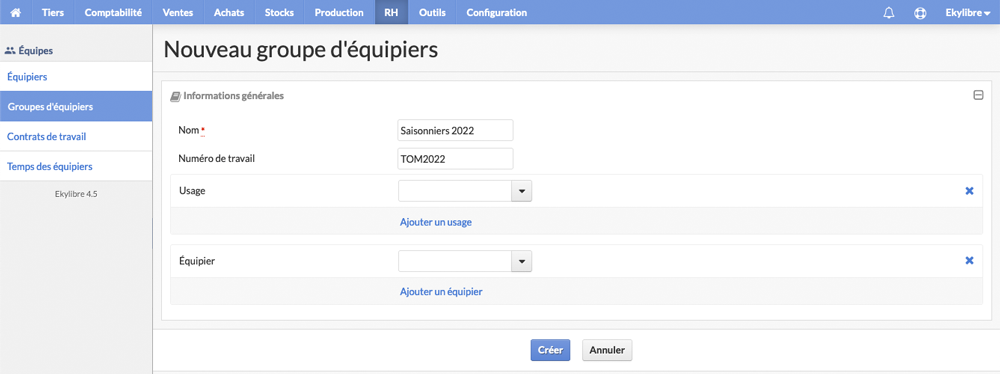 Tiers Comptabilité Ventes Achats Stocks Production RH Outils Configuration Ekylibre
Équipes
Équipiers
Groupes d'équipiers
Contrats de travail
Temps des équipiers
Ekylibre 4.5
Nouveau groupe d'équipiers
Informations générales
Nom * Saisonniers 2022
Numéro de travail TOM2022
Usage
Ajouter un usage
Équipier
Ajouter un équipier
Créer Annuler